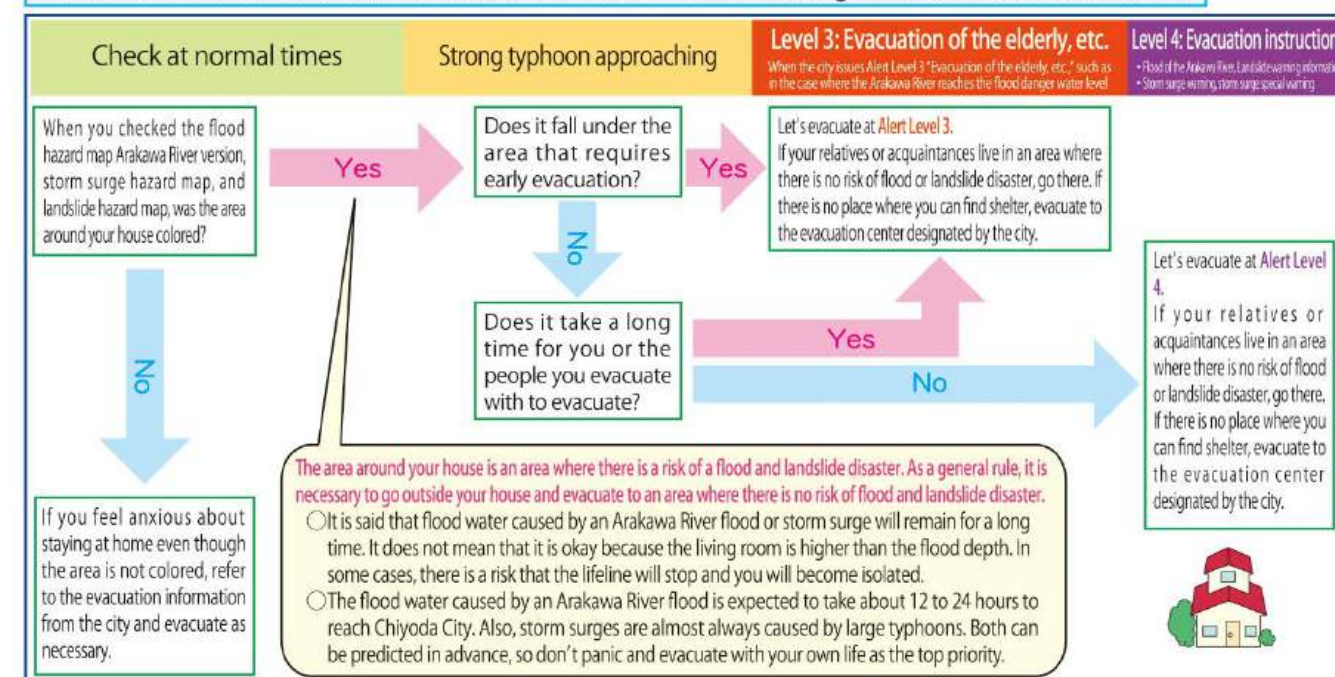 Check at normal times
Strong typhoon approaching
Level 3: Evacuation of the elderly, etc.
When the city issues Alert Level 3 "Evacuation of the elderly, etc.," such as
in the case where the Arakawa River reaches the flood danger water level
Level 4: Evacuation instruction
• Flood of the Arakawa River, Landslide warning informatio
• Storm surge warning, storm surge special warning
When you checked the flood
hazard map Arakawa River version,
storm surge hazard map, and
landslide hazard map, was the area
around your house colored?
Yes
Does it fall under the
area that requires
early evacuation?
Yes
Let's evacuate at Alert Level 3.
If your relatives or acquaintances live in an area where
there is no risk of flood or landslide disaster, go there. If
there is no place where you can find shelter, evacuate to
the evacuation center designated by the city.
No
No
Does it take a long
time for you or the
people you evacuate
with to evacuate?
Yes
No
Let's evacuate at Alert Level
4.
If your relatives or
acquaintances live in an area
where there is no risk of flood
or landslide disaster, go there.
If there is no place where you
can find shelter, evacuate to
the evacuation center
designated by the city.
If you feel anxious about
staying at home even though
the area is not colored, refer
to the evacuation information
from the city and evacuate as
necessary.
The area around your house is an area where there is a risk of a flood and landslide disaster. As a general rule, it is
necessary to go outside your house and evacuate to an area where there is no risk of flood and landslide disaster.
○It is said that flood water caused by an Arakawa River flood or storm surge will remain for a long
time. It does not mean that it is okay because the living room is higher than the flood depth. In
some cases, there is a risk that the lifeline will stop and you will become isolated.
○The flood water caused by an Arakawa River flood is expected to take about 12 to 24 hours to
reach Chiyoda City. Also, storm surges are almost always caused by large typhoons. Both can
be predicted in advance, so don't panic and evacuate with your own life as the top priority.